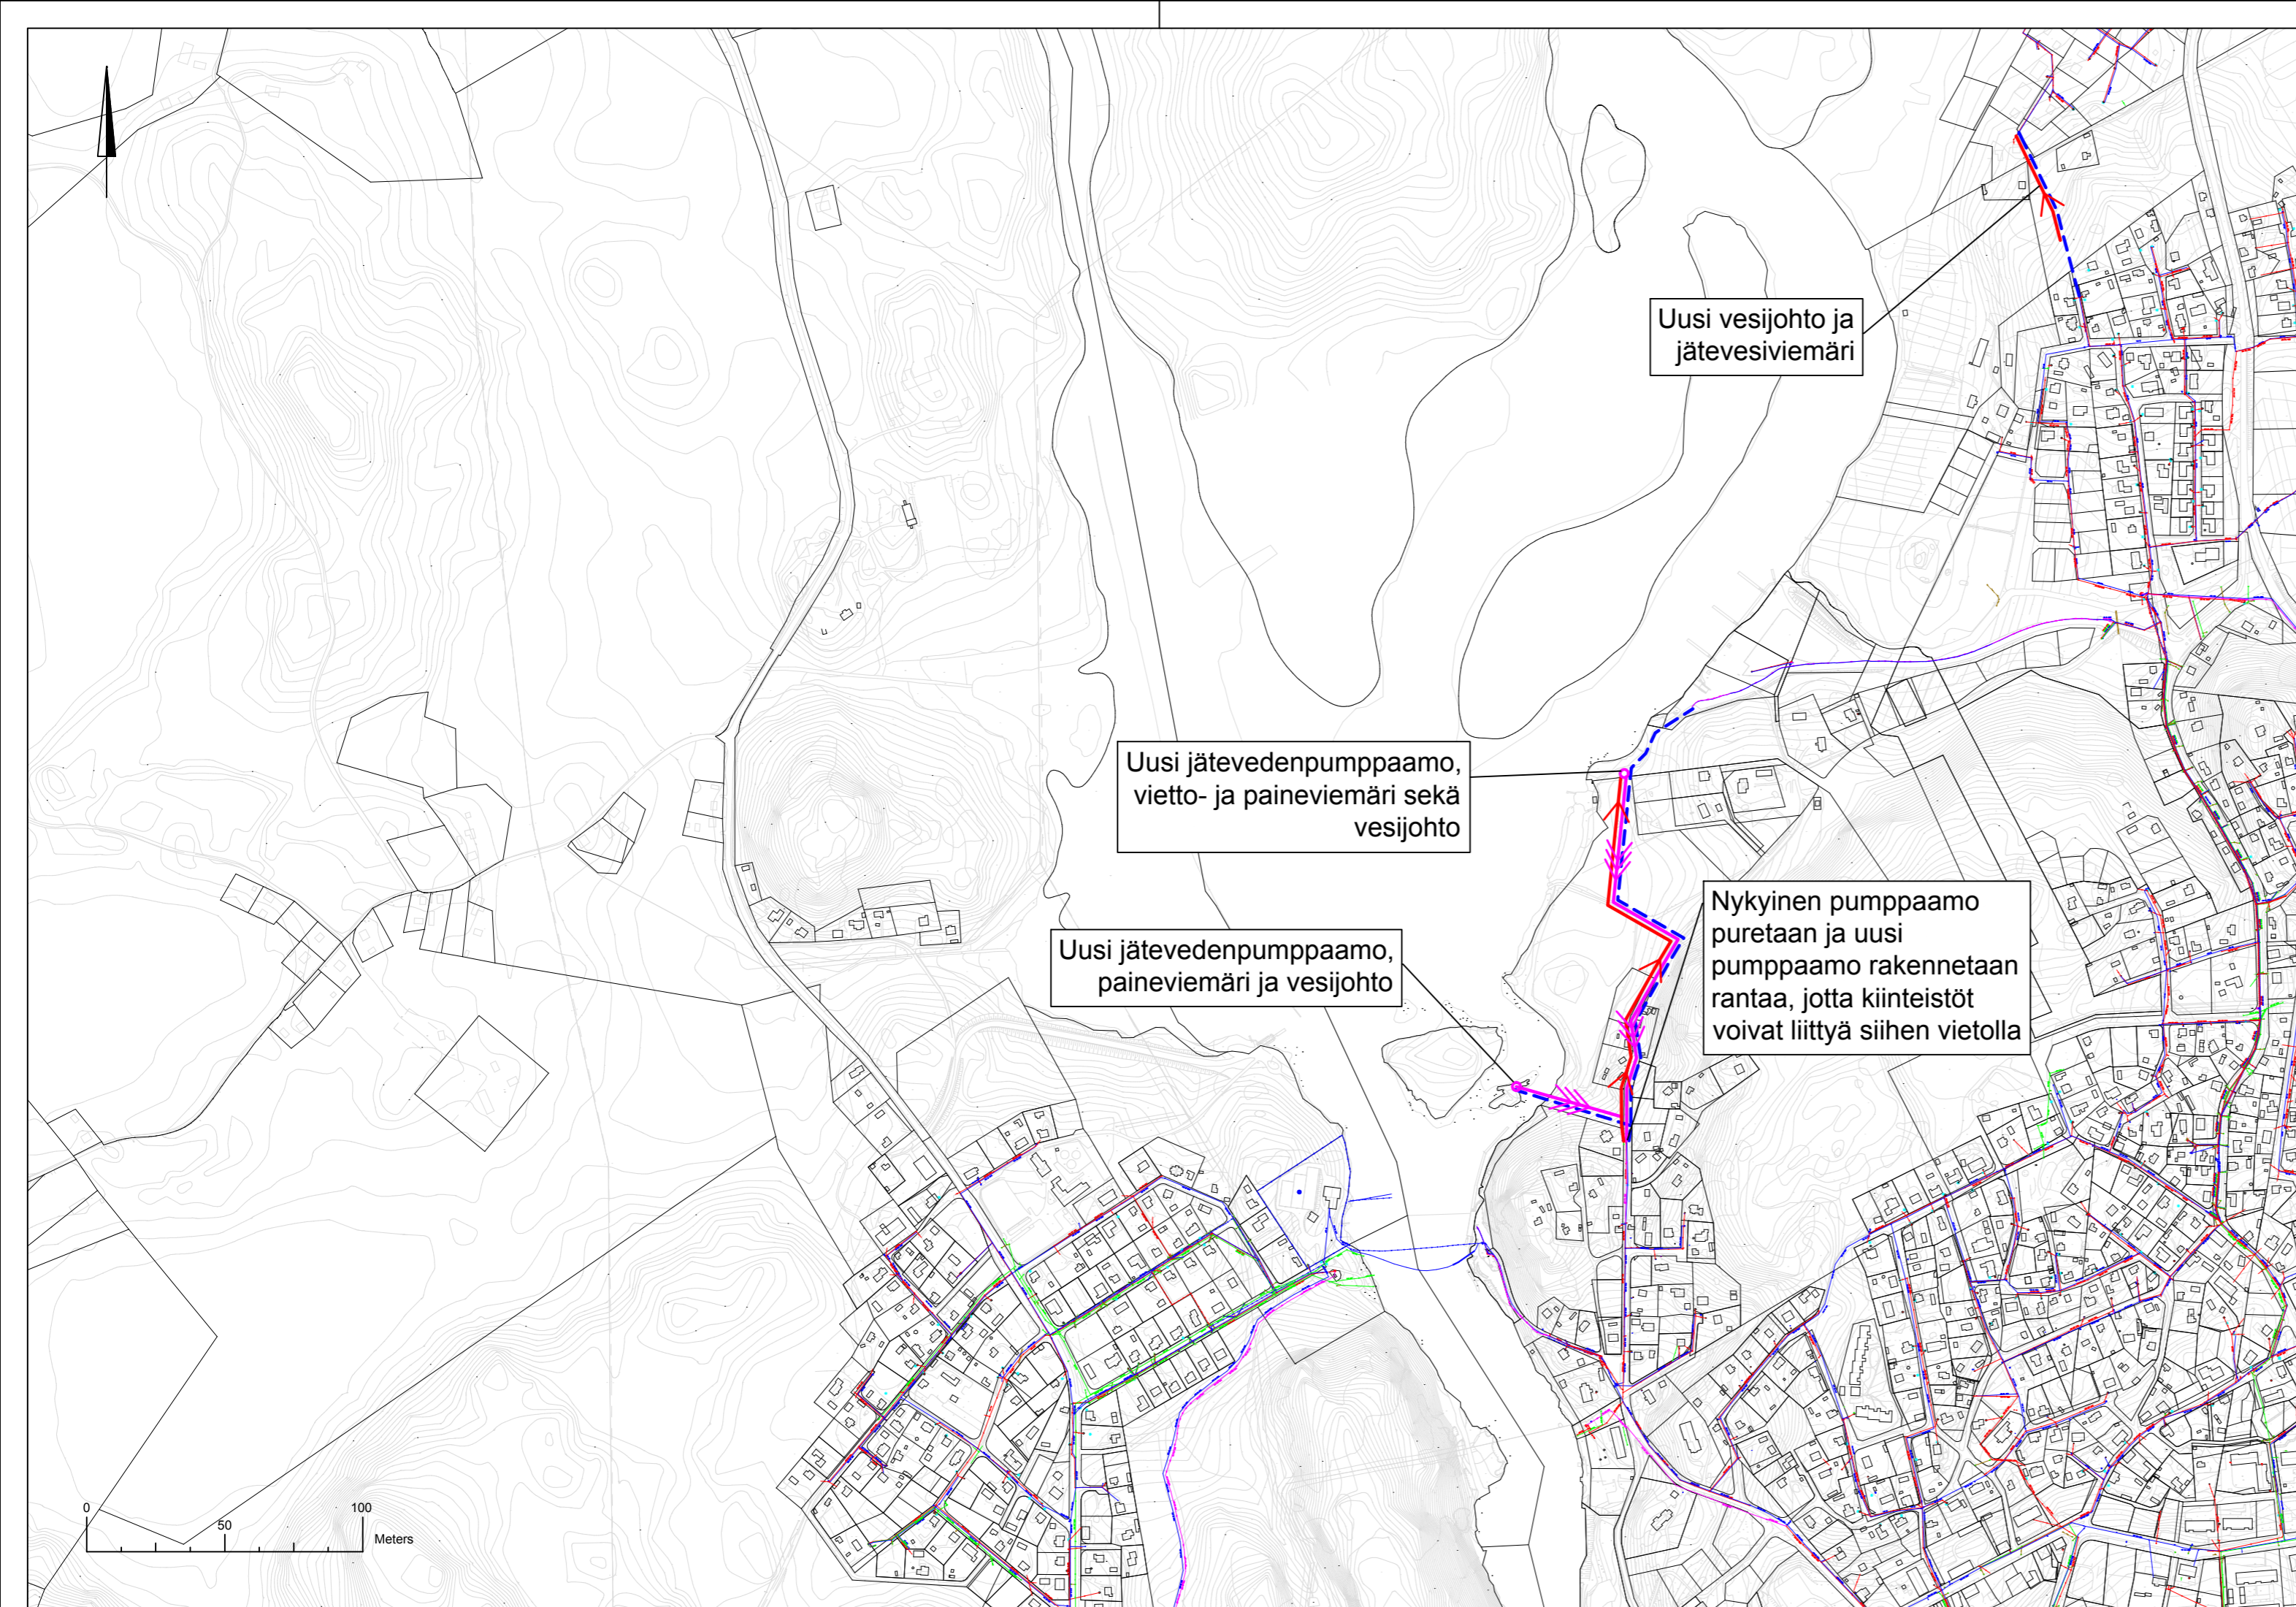 Uusi vesijohto ja
jätevesiviemäri
Uusi jätevedenpumppaamo,
vietto- ja paineviemäri sekä
vesijohto
Nykyinen pumppaamo
puretaan ja uusi
pumppaamo rakennetaan
rantaa, jotta kiinteistöt
voivat liittyä siihen vietolla
Uusi jätevedenpumppaamo,
paineviemäri ja vesijohto
0 50 100
Meters